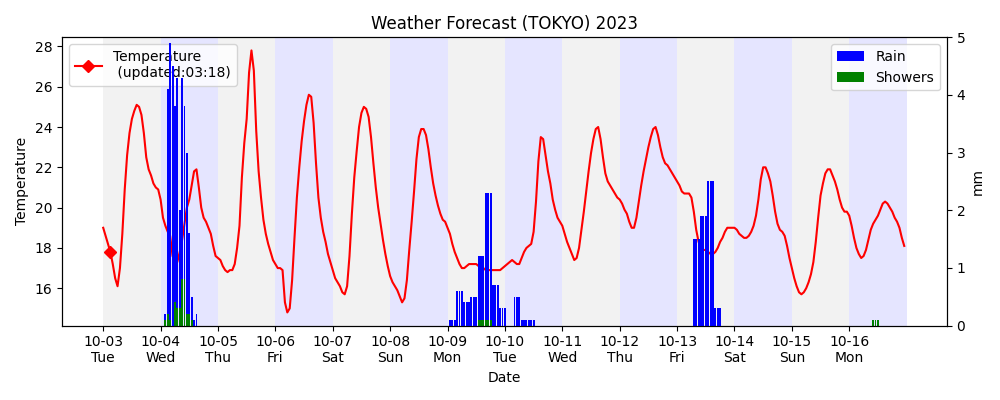 Weather Forecast (TOKYO) 2023
Temperature
(updated:03:18)
Rain
Showers
28
26
24
22
20
18
16
Temperature
5
4
3
2
1
0
mm
10-03 10-04 10-05 10-06 10-07 10-08 10-09 10-10 10-11 10-12 10-13 10-14 10-15 10-16
Tue Wed Thu Fri Sat Sun Mon Tue Wed Thu Fri Sat Sun Mon
Date